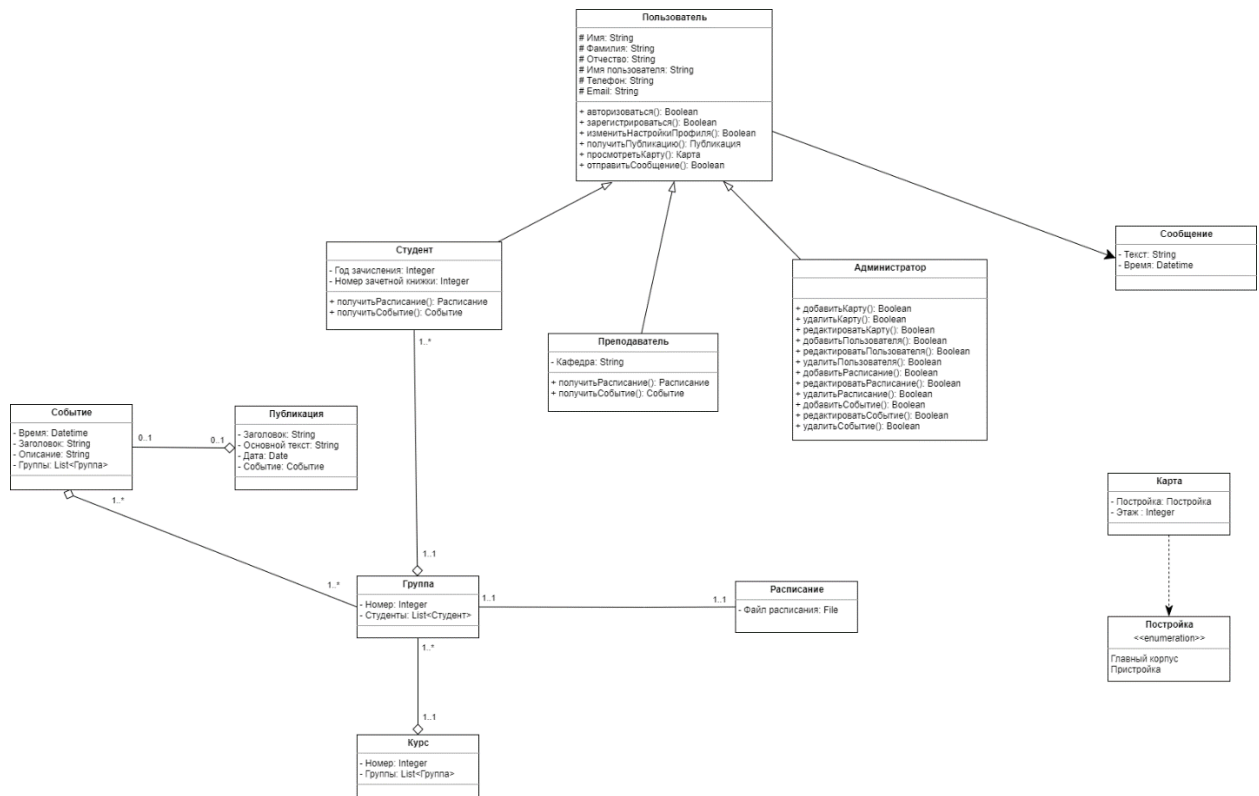 Пользователь
# Имя: String
# Фамилия: String
# Отчество: String
# Имя пользователя: String
# Телефон: String
# Email: String
+ авторизоваться(): Boolean
+ зарегистрироваться(): Boolean
+ изменитьНастройкиПрофиля(): Boolean
+ получитьПубликацию(): Публикация
+ просмотретьКарту(): Карта
+ отправитьСообщение(): Boolean
Сообщение
- Текст: String
- Время: Datetime
Студент
- Год зачисления: Integer
- Номер зачетной книжки: Integer
+ получитьРасписание(): Расписание
+ получитьСобытие(): Событие
1..*
Преподаватель
- Кафедра: String
+ получитьРасписание(): Расписание
+ получитьСобытие(): Событие
Администратор
+ добавитьКарту(): Boolean
+ удалитьКарту(): Boolean
+ редактироватьКарту(): Boolean
+ добавитьПользователя(): Boolean
+ редактироватьПользователя(): Boolean
+ удалитьПользователя(): Boolean
+ добавитьРасписание(): Boolean
+ редактироватьРасписание(): Boolean
+ удалитьРасписание(): Boolean
+ добавитьСобытие(): Boolean
+ редактироватьСобытие(): Boolean
+ удалитьСобытие(): Boolean
Событие
- Время: Datetime
- Заголовок: String
- Описание: String
- Группы: List<Группа>
0..1
0..1
Публикация
- Заголовок: String
- Основной текст: String
- Дата: Date
- Событие: Событие
1..*
1..*
1..1
Группа
- Номер: Integer
- Студенты: List<Студент>
1..1
1..1
Расписание
- Файл расписания: File
1..*
1..1
Курс
- Номер: Integer
- Группы: List<Группа>
Карта
- Постройка: Постройка
- Этаж : Integer
Постройка
<<enumeration>>
Главный корпус
Пристройка